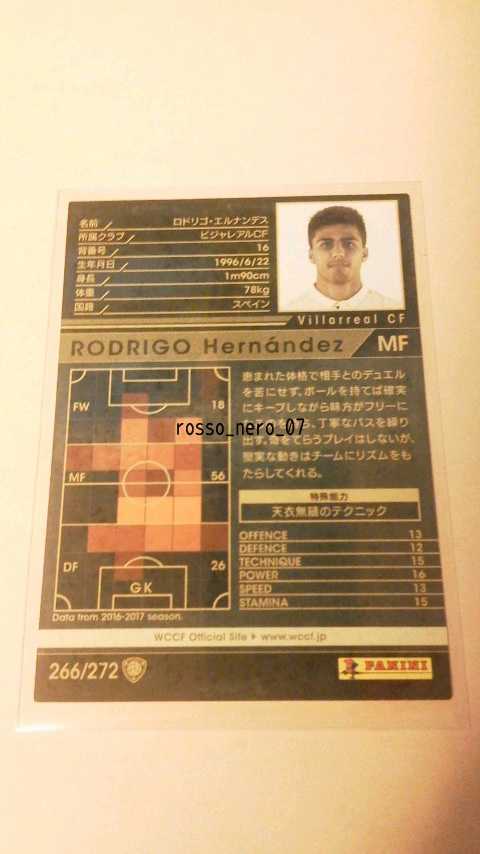 名前 ロドリゴ・エルナンデス
所属クラブ ビジャレアルCF
背番号 16
生年月日 1996/6/22
身長 1m90cm
体重 78kg
国籍 スペイン
Villarreal CF
RODRIGO Hernández MF
FW 18
MF 56
DF 26
GK
Data from 2016-2017 season.
恵まれた体格で相手とのデュエル
を苦にせず、ボールを持てば確実
にキープしながら味方がフリーに
丁寧なパスを繰り
出す。奇をてらうプレイはしないが、
堅実な動きはチームにリズムをも
たらしてくれる。
rosso_nero_07
特殊能力
天衣無縫のテクニック
OFFENCE 13
DEFENCE 12
TECHNIQUE 15
POWER 16
SPEED 13
STAMINA 15
WCCF Official Site ▶ www.wccf.jp
266/272
PANINI